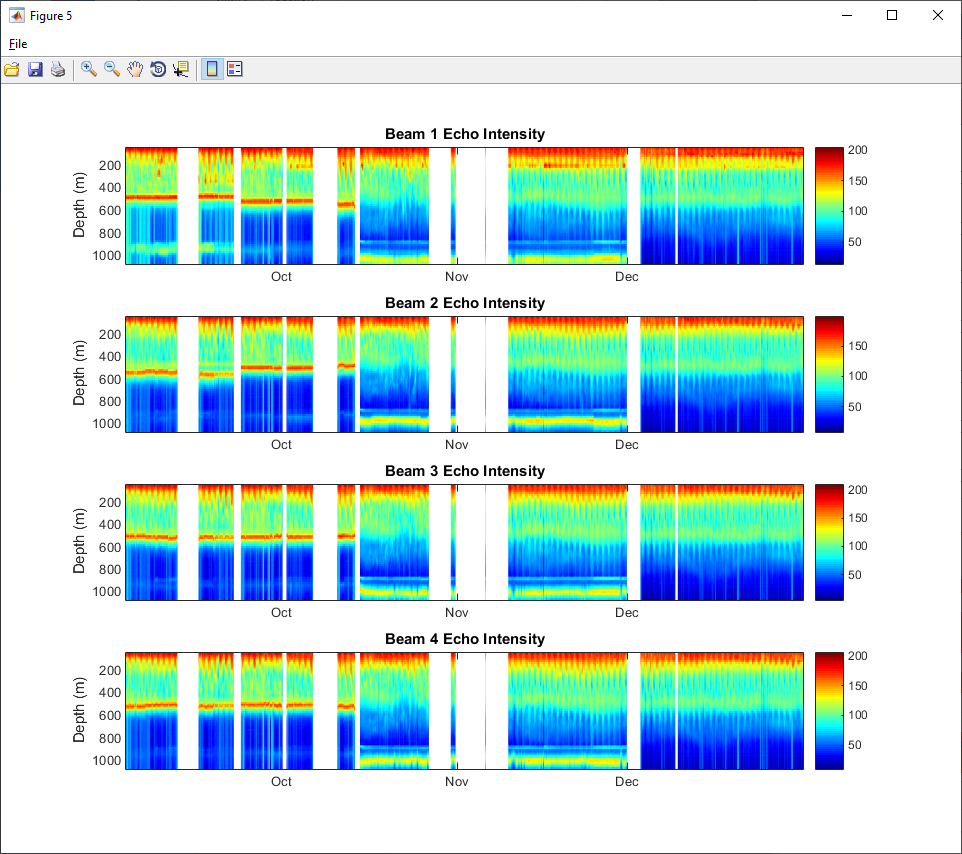 Figure 5
File
Beam 1 Echo Intensity
Depth (m)
200
400
600
800
1000
Oct
Nov
Dec
200
150
100
50
Beam 2 Echo Intensity
Depth (m)
200
400
600
800
1000
Oct
Nov
Dec
150
100
50
Beam 3 Echo Intensity
Depth (m)
200
400
600
800
1000
Oct
Nov
Dec
200
150
100
50
Beam 4 Echo Intensity
Depth (m)
200
400
600
800
1000
Oct
Nov
Dec
200
150
100
50